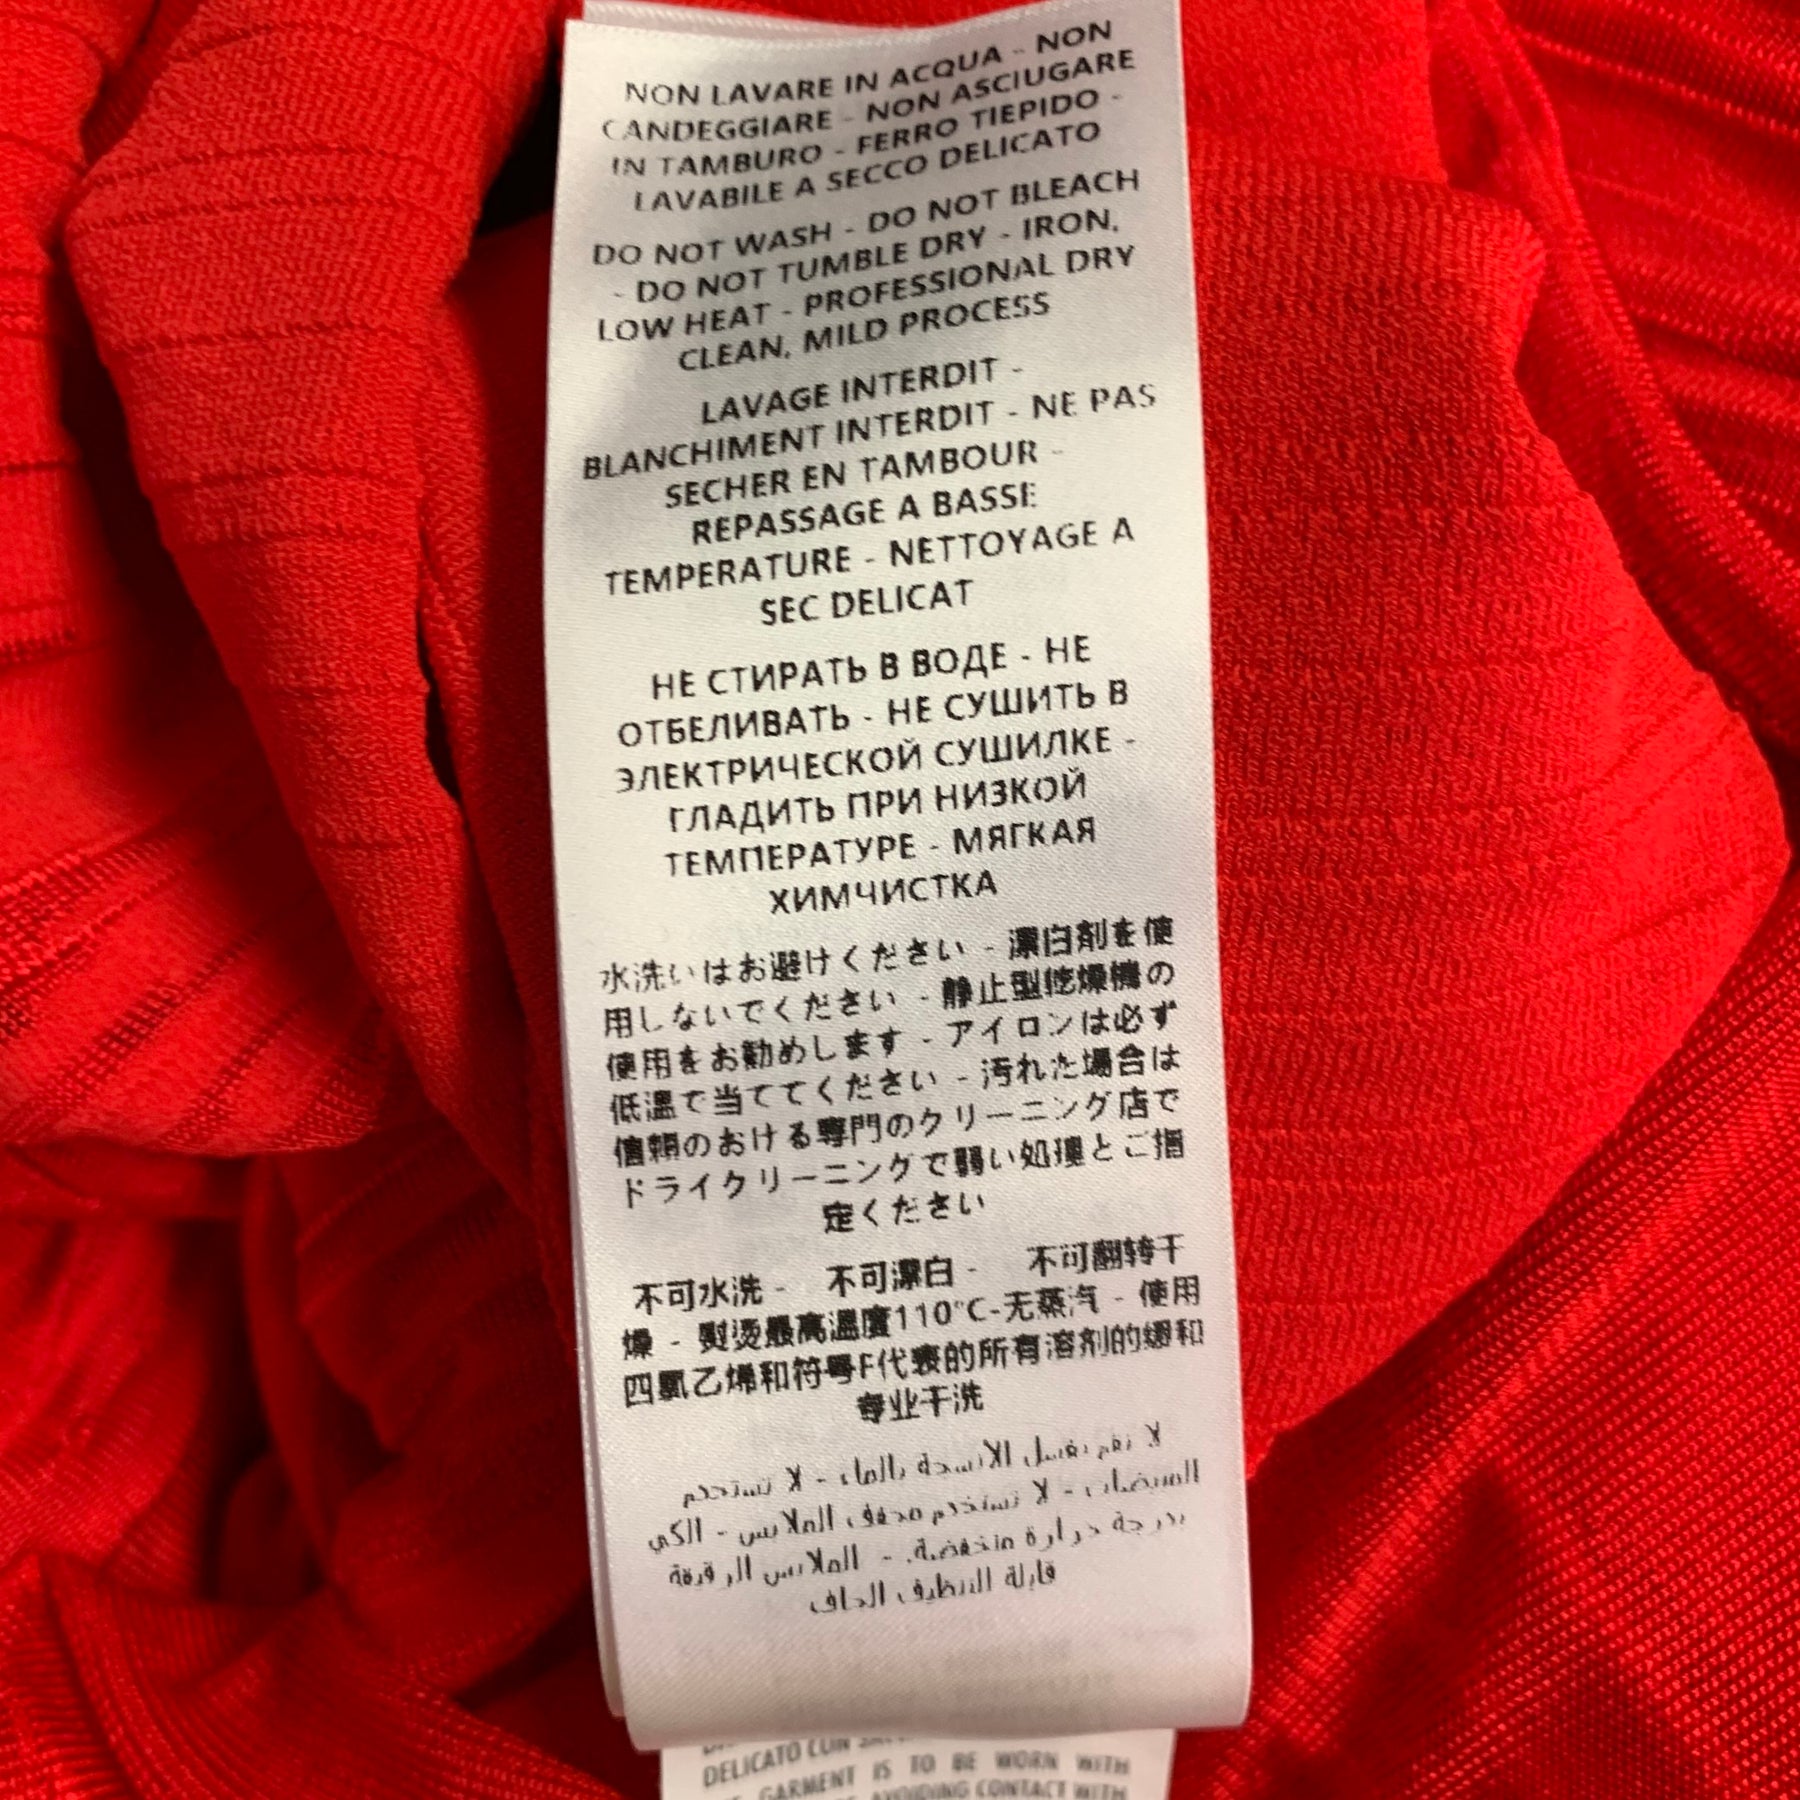 NON LAVARE IN ACQUA - NON
CANDEGGIARE - NON ASCIUGARE
IN TAMBURO - FERRO TIEPIDO -
LAVABILE A SECCO DELICATO
DO NOT WASH - DO NOT BLEACH
- DO NOT TUMBLE DRY - IRON,
LOW HEAT - PROFESSIONAL DRY
CLEAN, MILD PROCESS
LAVAGE INTERDIT -
BLANCHIMENT INTERDIT - NE PAS
SECHER EN TAMBOUR -
REPASSAGE A BASSE
TEMPERATURE - NETTOYAGE A
SEC DELICAT
НЕ СТИРАТЬ В ВОДЕ - НЕ
ОТБЕЛИВАТЬ - НЕ СУШИТЬ В
ЭЛЕКТРИЧЕСКОЙ СУШИЛКЕ -
ГЛАДИТЬ ПРИ НИЗКОЙ
ТЕМПЕРАТУРЕ - МЯГКАЯ
ХИМЧИСТКА
水洗いはお避けください - 漂白剤を使
用しないでください - 静止型乾燥機の
使用をお勧めします - アイロンは必ず
低温で当ててください - 汚れた場合は
信頼のおける専門のクリーニング店で
ドライクリーニングで弱い処理とご指
定ください
不可水洗 - 不可漂白 - 不可翻转干
燥 - 熨烫最高温度110°C-无蒸汽 - 使用
四氯乙烯和符号F代表的所有溶剂的缓和
专业干洗
لا تقم بغسل الانسجة بالماء - لا تستخدم
المبيضات - لا تستخدم مجفف الملابس - الكي
بدرجة حرارة منخفضة. - الملابس الرقيقة
قابلة للتنظيف الجاف
DELICATO CON
GARMENT IS TO BE WORN WITH
AVOIDING CONTACT WITH